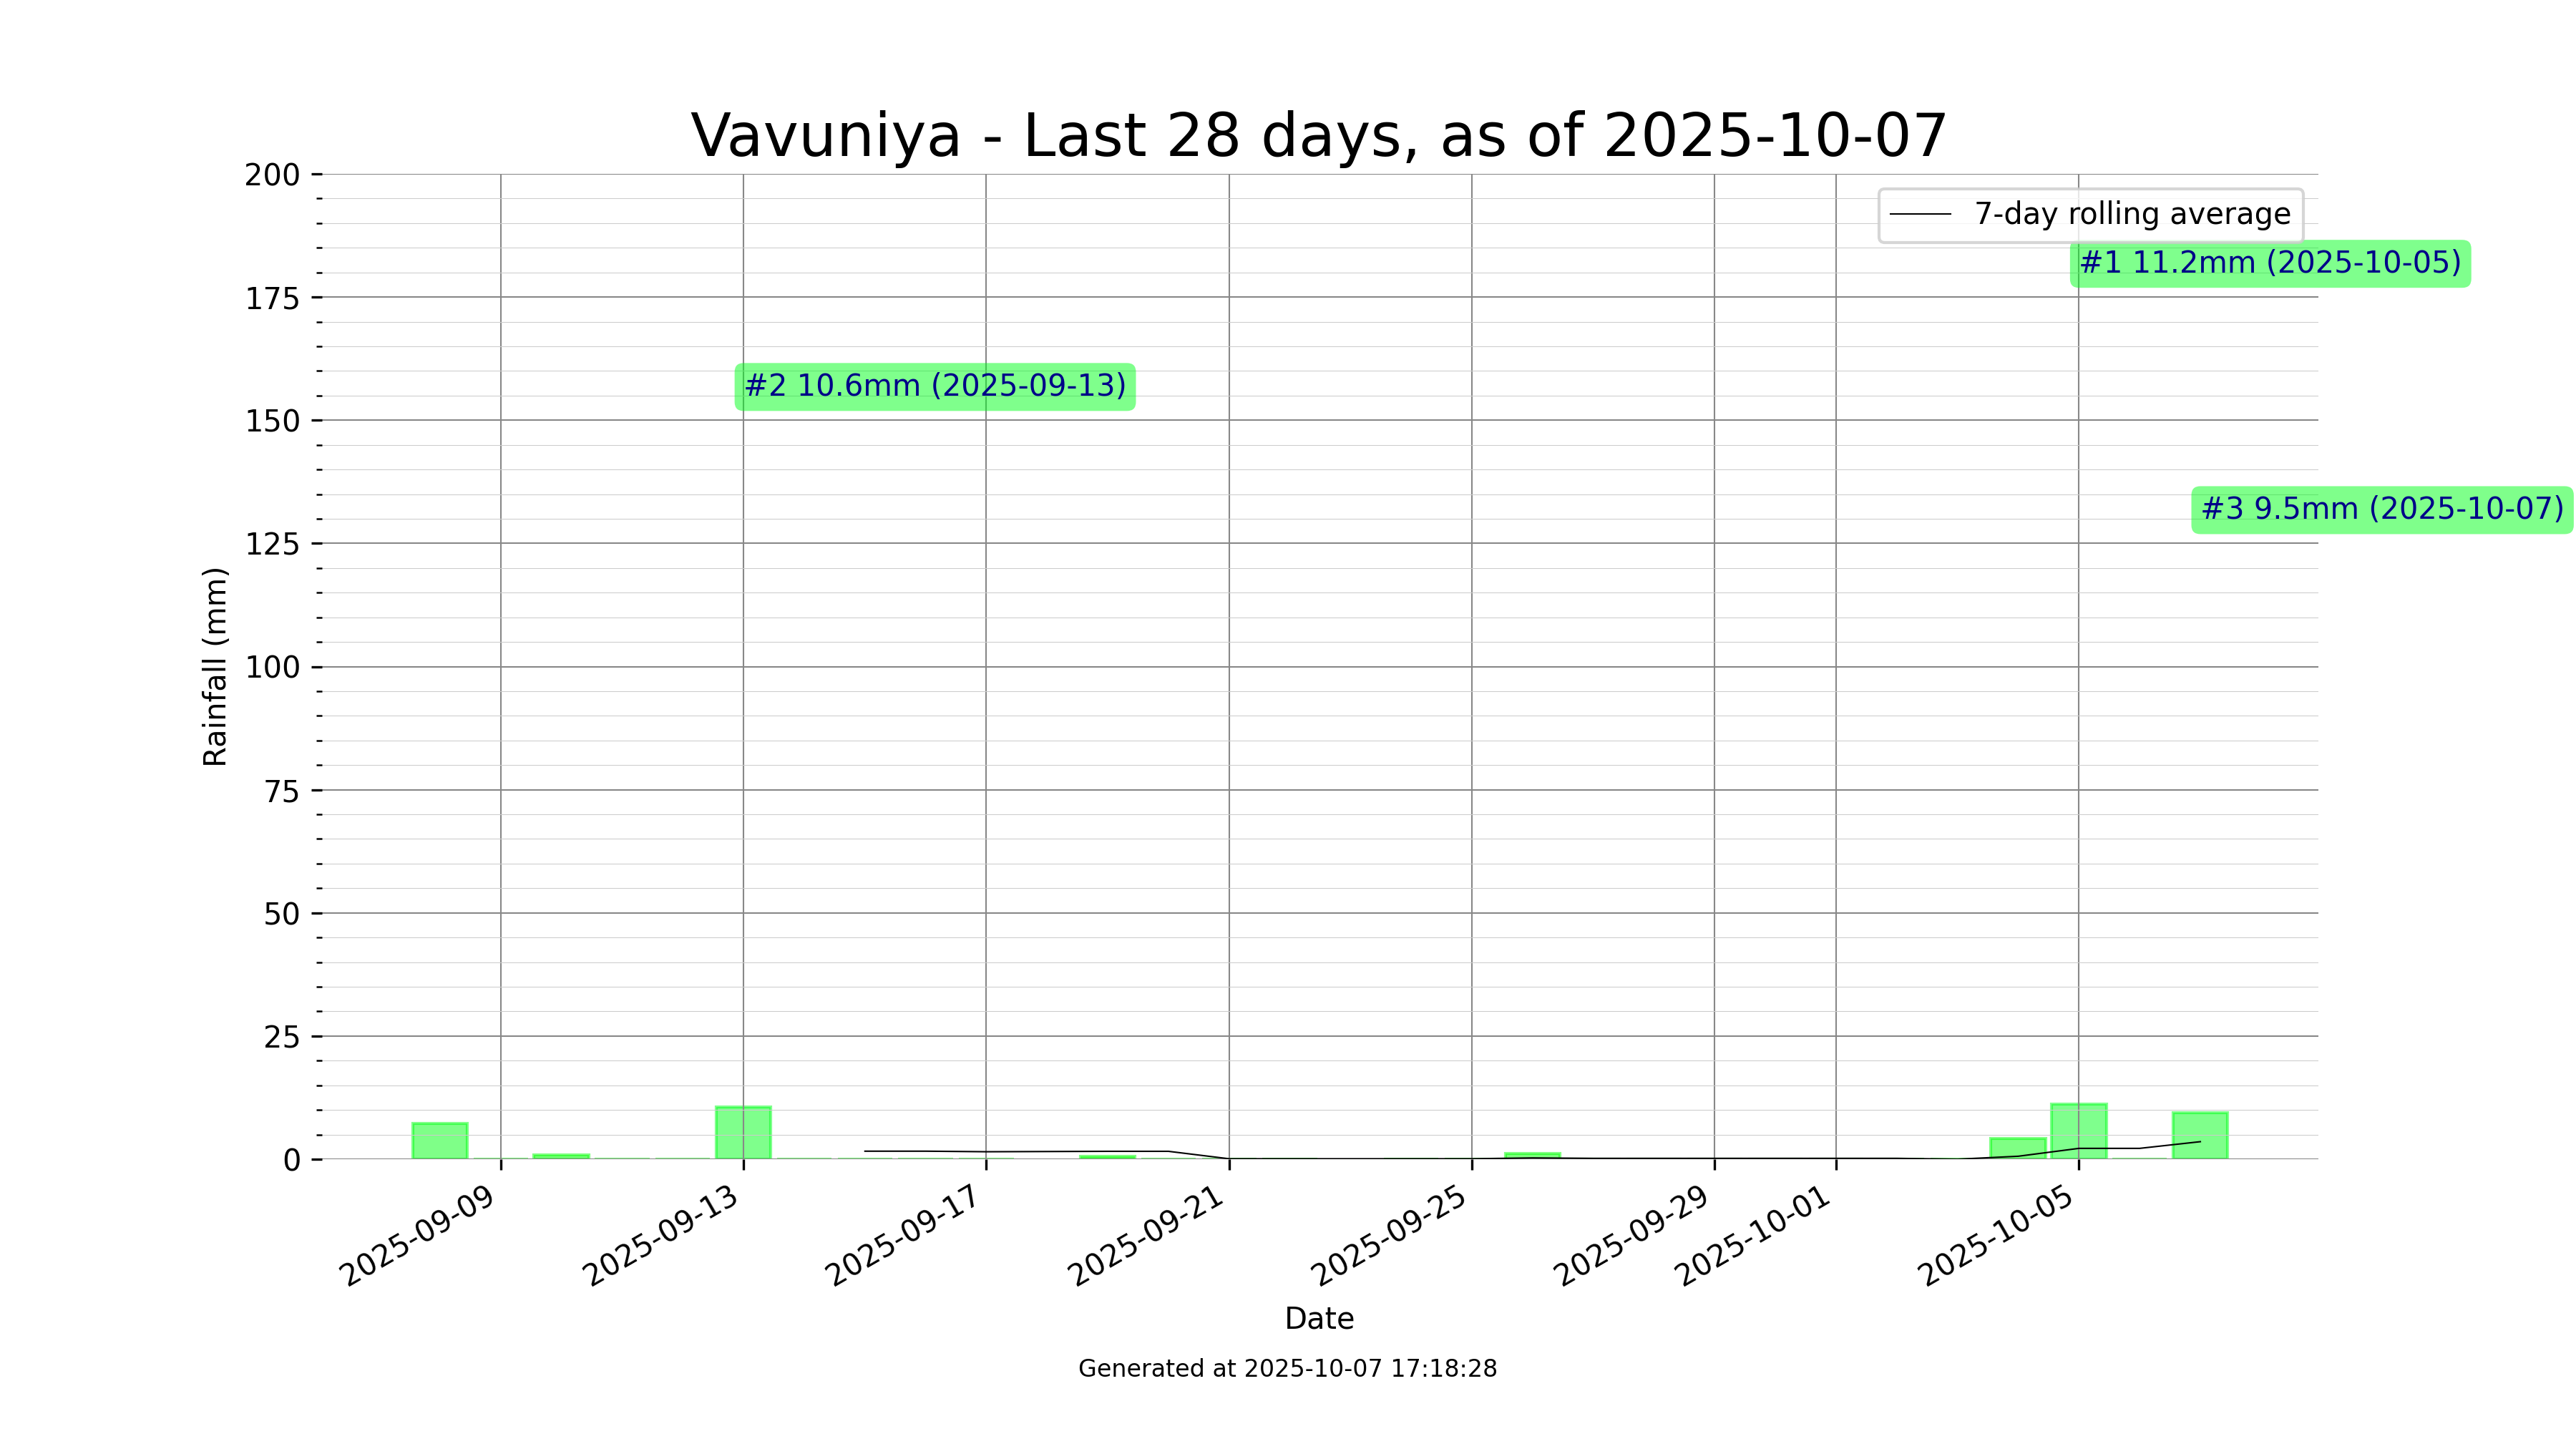 Vavuniya - Last 28 days, as of 2025-10-07
7-day rolling average
#1 11.2mm (2025-10-05)
#2 10.6mm (2025-09-13)
#3 9.5mm (2025-10-07)
Rainfall (mm)
200
175
150
125
100
75
50
25
0
2025-09-09
2025-09-13
2025-09-17
2025-09-21
2025-09-25
2025-09-29
2025-10-01
2025-10-05
Date
Generated at 2025-10-07 17:18:28